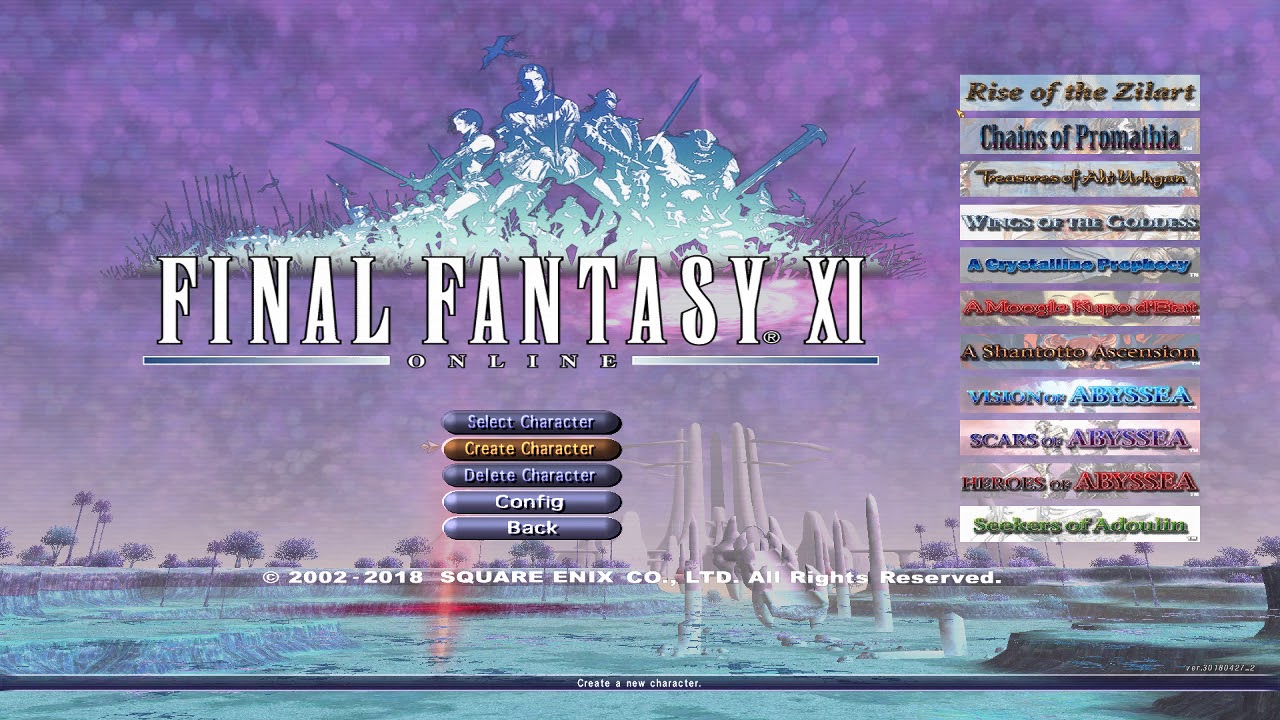 FINAL FANTASY® XI
ONLINE
Select Character
Create Character
Delete Character
Config
Back
© 2002-2018 SQUARE ENIX CO., LTD. All Rights Reserved.
Rise of the Zilart
Chains of Promathia™
Treasures of Aht Urhgan
Wings of the Goddess
A Crystalline Prophecy™
A Moogle Kupo d'Etat
A Shantotto Ascension
VISION OF ABYSSEA
SCARS OF ABYSSEA
HEROES OF ABYSSEA
Seekers of Adoulin
ver.30180427_2
Create a new character.